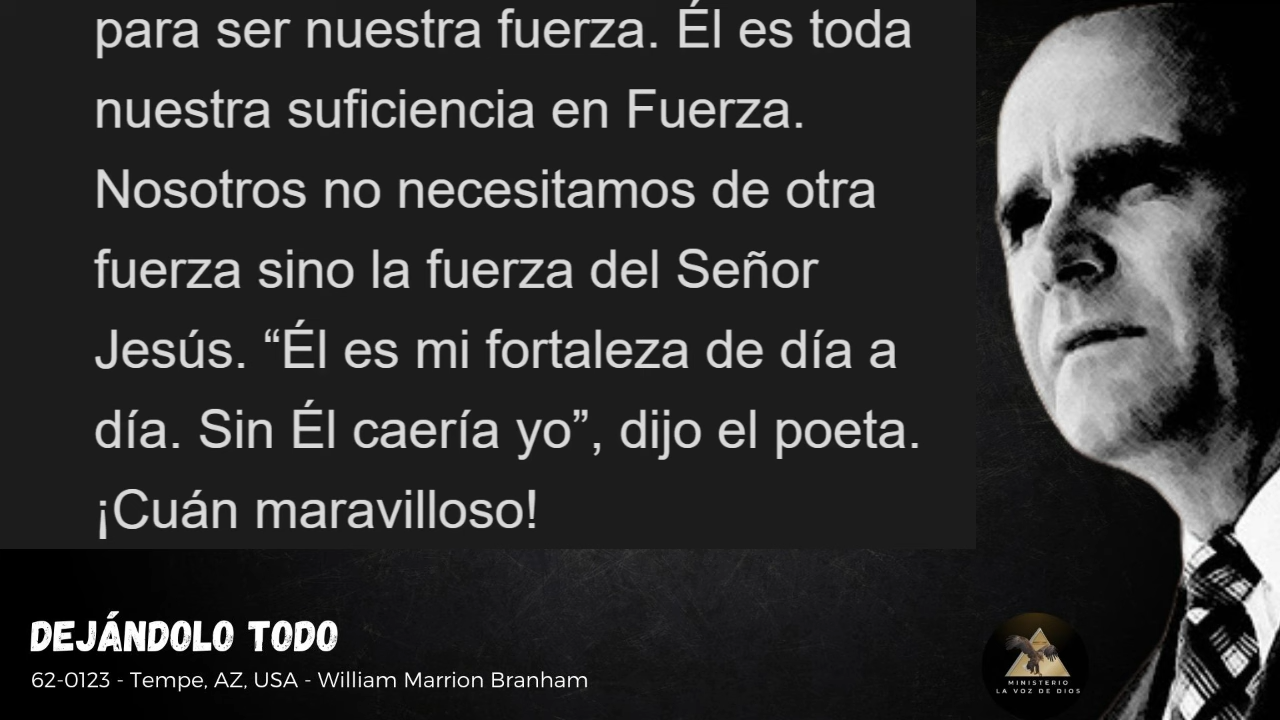 para ser nuestra fuerza. Él es toda
nuestra suficiencia en Fuerza.
Nosotros no necesitamos de otra
fuerza sino la fuerza del Señor
Jesús. “Él es mi fortaleza de día a
día. Sin Él caería yo”, dijo el poeta.
¡Cuán maravilloso!
DEJÁNDOLO TODO
62-0123 - Tempe, AZ, USA - William Marrion Branham
MINISTERIO
LA VOZ DE DIOS